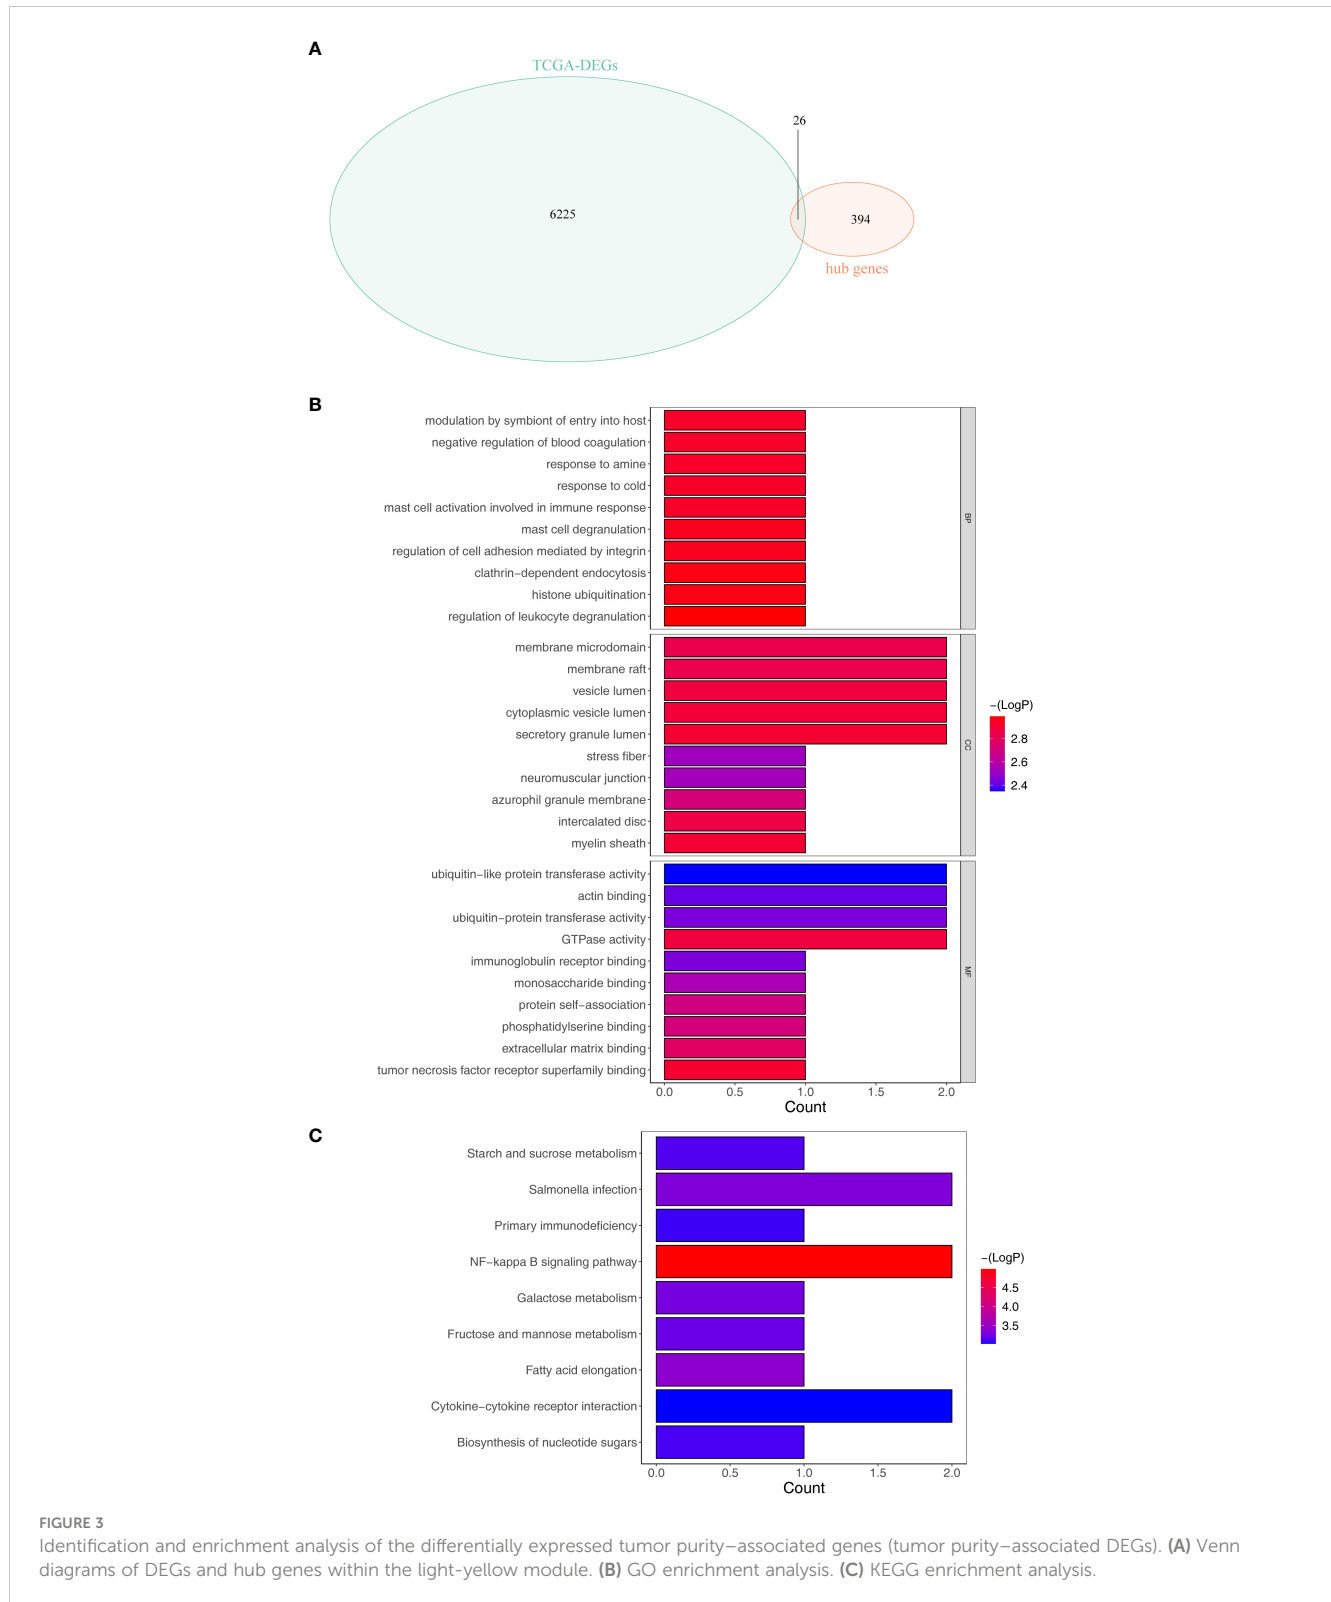 A
TCGA-DEGs
26
6225
394
hub genes
B
modulation by symbiont of entry into host
negative regulation of blood coagulation
response to amine
response to cold
mast cell activation involved in immune response
mast cell degranulation
regulation of cell adhesion mediated by integrin
clathrin−dependent endocytosis
histone ubiquitination
regulation of leukocyte degranulation
BP
membrane microdomain
membrane raft
vesicle lumen
cytoplasmic vesicle lumen
secretory granule lumen
stress fiber
neuromuscular junction
azurophil granule membrane
intercalated disc
myelin sheath
CC
−(LogP)
2.8
2.6
2.4
ubiquitin−like protein transferase activity
actin binding
ubiquitin−protein transferase activity
GTPase activity
immunoglobulin receptor binding
monosaccharide binding
protein self−association
phosphatidylserine binding
extracellular matrix binding
tumor necrosis factor receptor superfamily binding
MF
0.0 0.5 1.0 1.5 2.0
Count
C
Starch and sucrose metabolism
Salmonella infection
Primary immunodeficiency
NF−kappa B signaling pathway
Galactose metabolism
Fructose and mannose metabolism
Fatty acid elongation
Cytokine−cytokine receptor interaction
Biosynthesis of nucleotide sugars
−(LogP)
4.5
4.0
3.5
0.0 0.5 1.0 1.5 2.0
Count
FIGURE 3
Identification and enrichment analysis of the differentially expressed tumor purity–associated genes (tumor purity–associated DEGs). (A) Venn
diagrams of DEGs and hub genes within the light-yellow module. (B) GO enrichment analysis. (C) KEGG enrichment analysis.